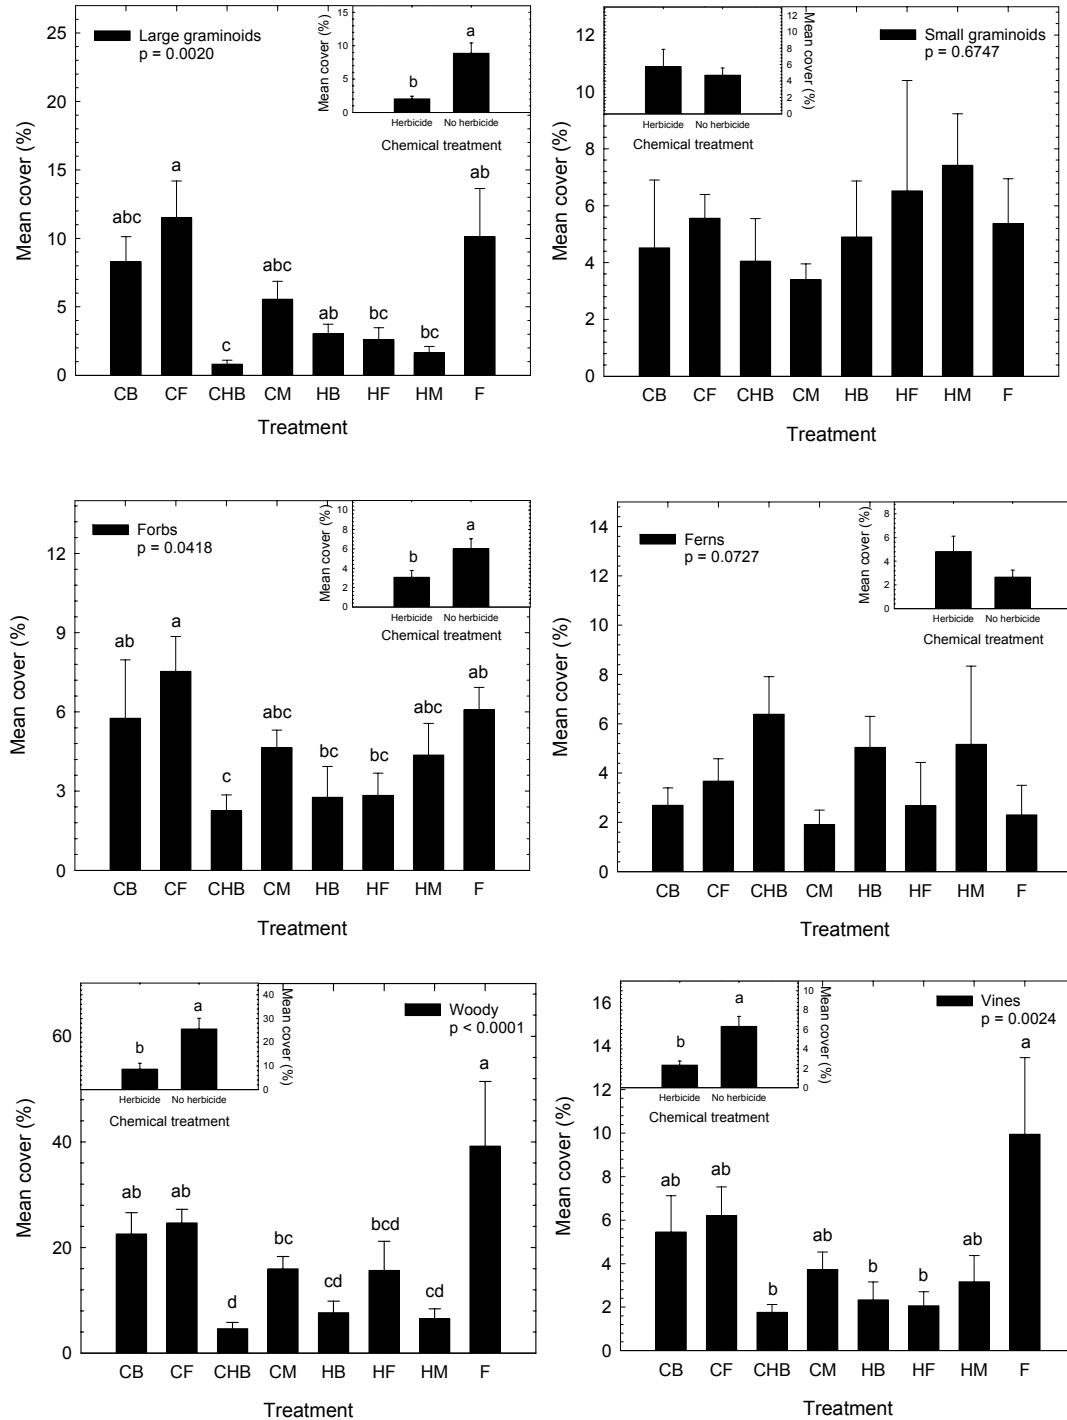 Large graminoids
p = 0.0020
Mean cover (%)
27
23
19
15
10
5
0
abc
a
c
abc
ab
bc
bc
ab
CB CF CHB CM HB HF HM F
Treatment
Mean cover (%)
15
10
5
0
b
a
Herbicide No herbicide
Chemical treatment
Small graminoids
p = 0.6747
Mean cover (%)
12
10
8
6
4
2
0
CB CF CHB CM HB HF HM F
Treatment
Mean cover (%)
12
10
8
6
4
2
0
Herbicide No herbicide
Chemical treatment
Forbs
p = 0.0418
Mean cover (%)
12
9
6
3
0
ab
a
c
abc
bc
bc
abc
ab
CB CF CHB CM HB HF HM F
Treatment
Mean cover (%)
10
8
6
4
2
0
b
a
Herbicide No herbicide
Chemical treatment
Ferns
p = 0.0727
Mean cover (%)
14
12
10
8
6
4
2
0
CB CF CHB CM HB HF HM F
Treatment
Mean cover (%)
8
6
4
2
0
Herbicide No herbicide
Chemical treatment
Woody
p < 0.0001
Mean cover (%)
60
40
20
0
ab
ab
d
bc
cd
bcd
cd
a
CB CF CHB CM HB HF HM F
Treatment
Mean cover (%)
40
30
20
10
0
b
a
Herbicide No herbicide
Chemical treatment
Vines
p = 0.0024
Mean cover (%)
16
14
12
10
8
6
4
2
0
ab
ab
b
ab
b
b
ab
a
CB CF CHB CM HB HF HM F
Treatment
Mean cover (%)
10
8
6
4
2
0
b
a
Herbicide No herbicide
Chemical treatment